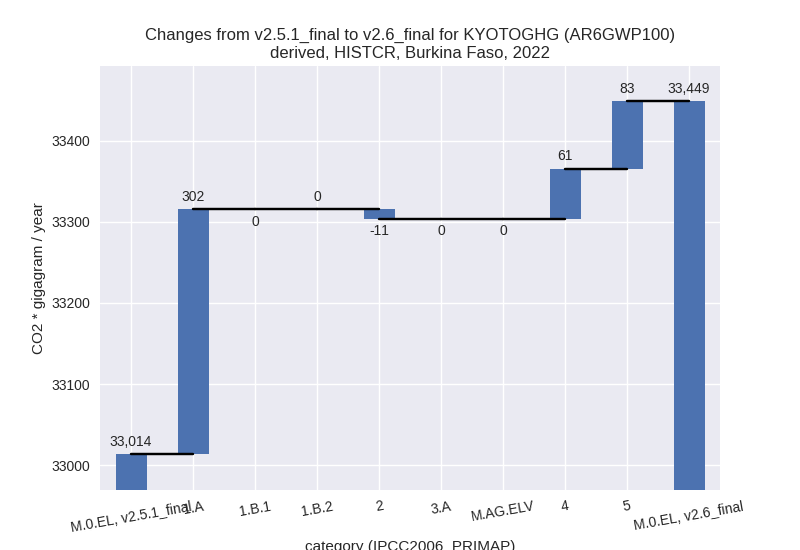 Changes from v2.5.1_final to v2.6_final for KYOTOGHG (AR6GWP100)
derived, HISTCR, Burkina Faso, 2022
CO2 * gigagram / year
33400
33300
33200
33100
33000
33,014
302
0
0
-11
0
0
61
83
33,449
M.0.EL, v2.5.1_final
1.A
1.B.1
1.B.2
2
3.A
M.AG.ELV
4
5
M.0.EL, v2.6_final
category (IPCC2006_PRIMAP)